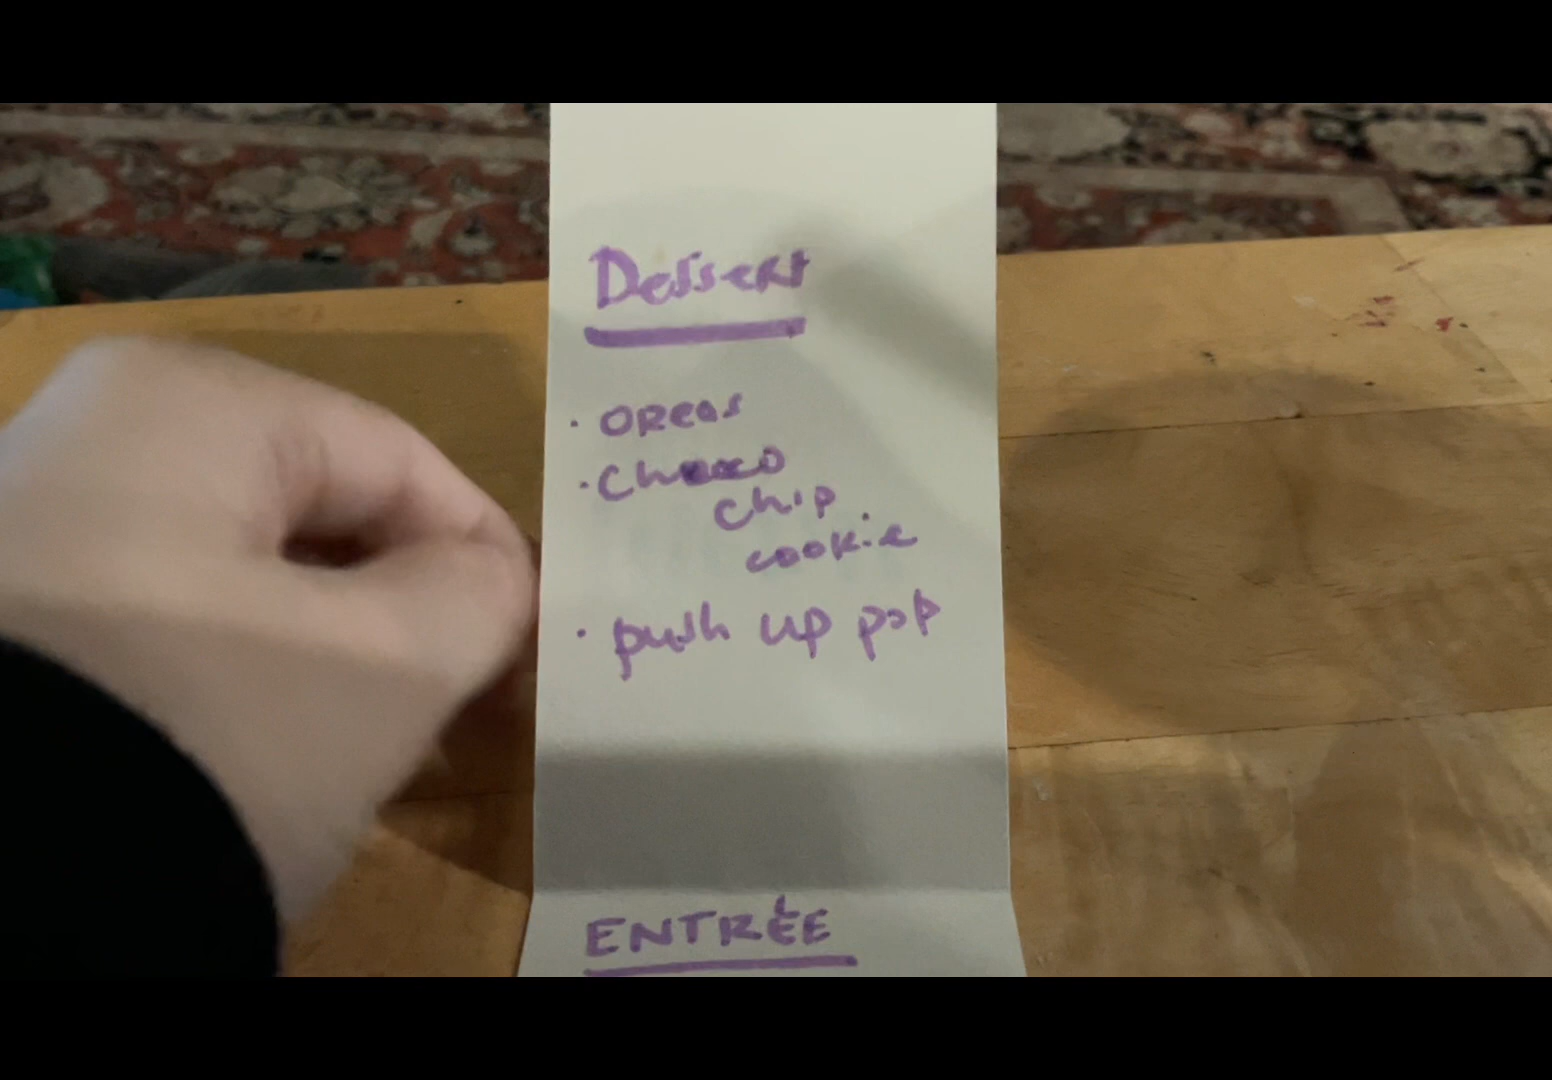 Dessert
· OREOS
· Choco
chip
cookie
· push up pop
ENTRÉE